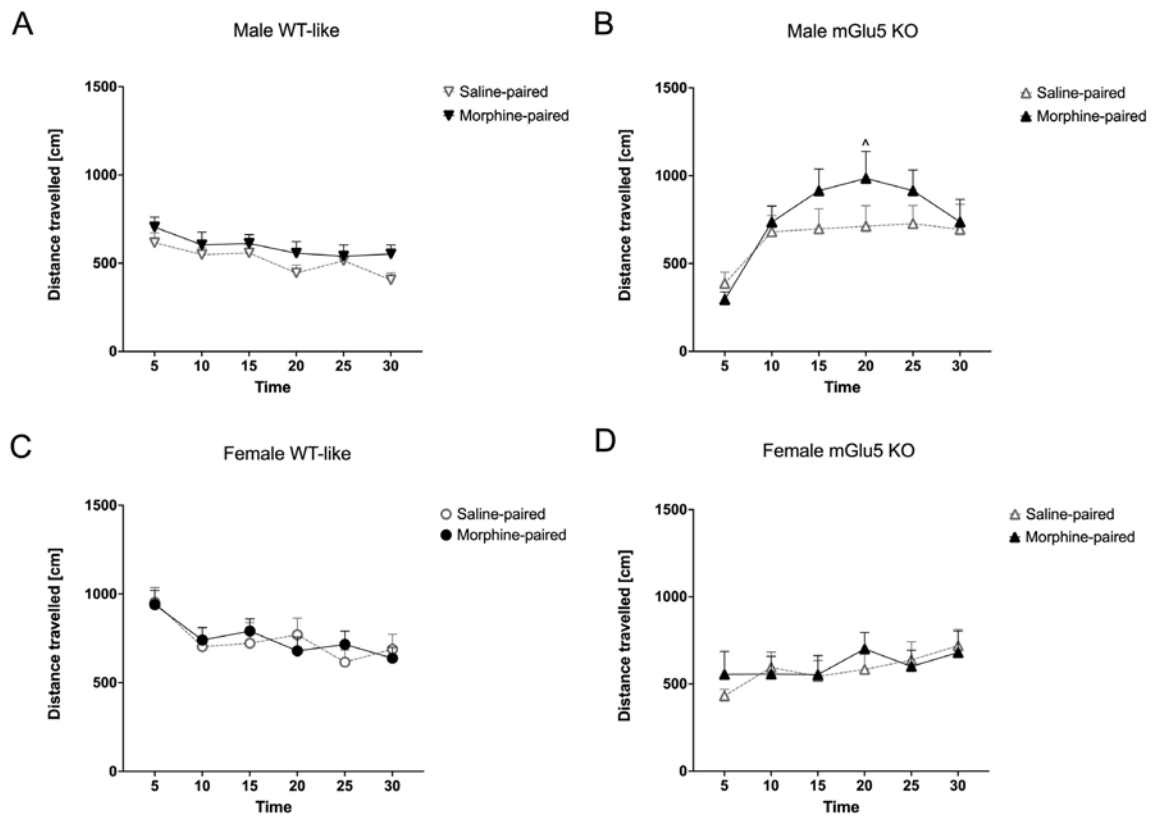 A
Male WT-like
1500
1000
500
0
Distance travelled [cm]
5 10 15 20 25 30
Time
Saline-paired
Morphine-paired
B
Male mGlu5 KO
1500
1000
500
0
Distance travelled [cm]
^
5 10 15 20 25 30
Time
Saline-paired
Morphine-paired
C
Female WT-like
1500
1000
500
0
Distance travelled [cm]
5 10 15 20 25 30
Time
Saline-paired
Morphine-paired
D
Female mGlu5 KO
1500
1000
500
0
Distance travelled [cm]
5 10 15 20 25 30
Time
Saline-paired
Morphine-paired